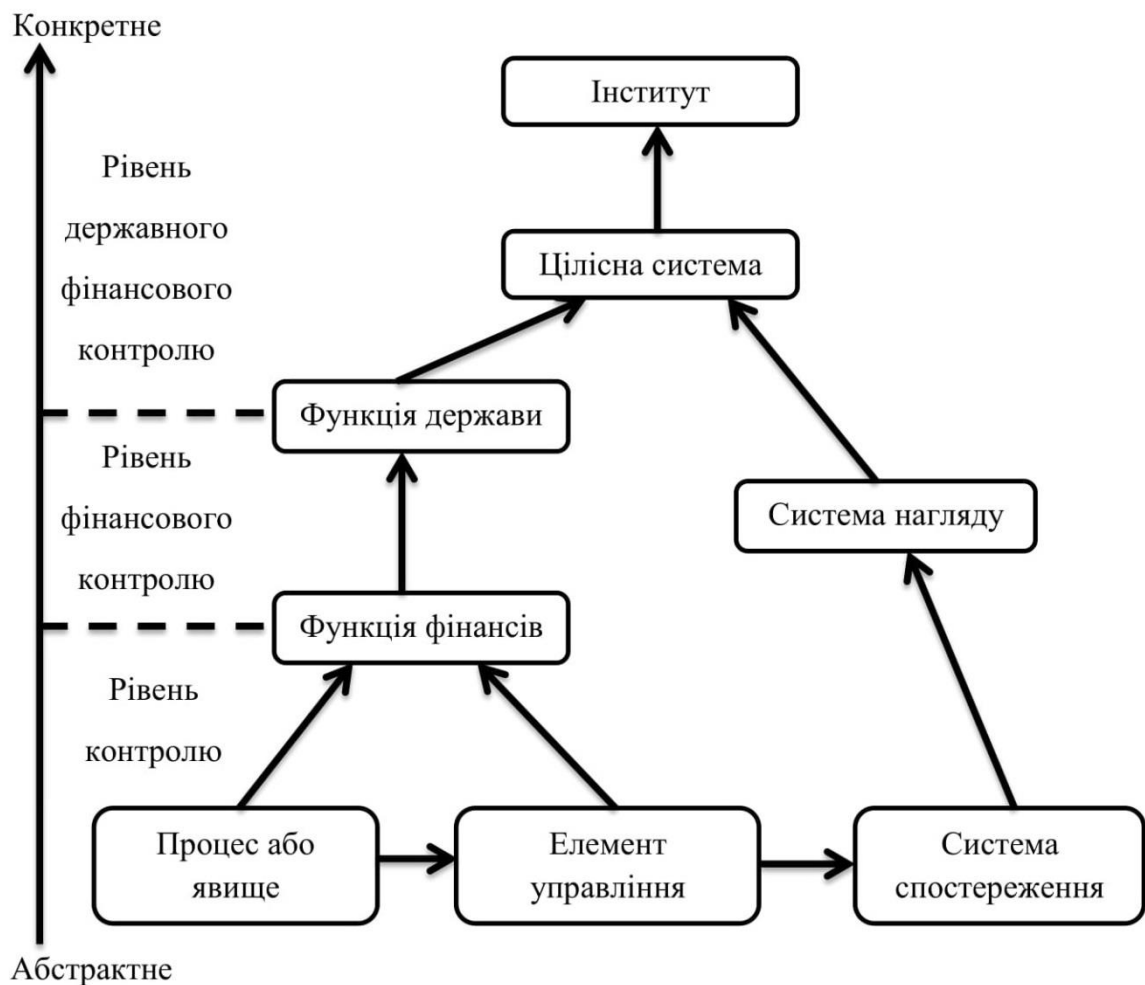 Конкретне
Інститут
Рівень
державного
фінансового
контролю
Цілісна система
Функція держави
Рівень
фінансового
контролю
Система нагляду
Функція фінансів
Рівень
контролю
Процес або
явище
Елемент
управління
Система
спостереження
Абстрактне